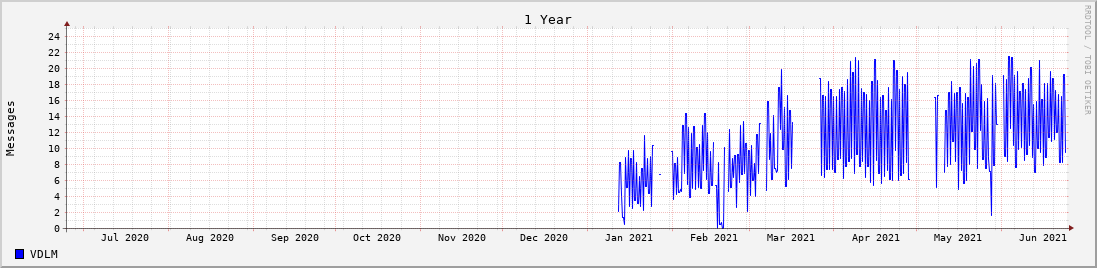 1 Year
RRDTOOL / TOBI OETIKER
Messages
24
22
20
18
16
14
12
10
8
6
4
2
0
Jul 2020 Aug 2020 Sep 2020 Oct 2020 Nov 2020 Dec 2020 Jan 2021 Feb 2021 Mar 2021 Apr 2021 May 2021 Jun 2021
VDLM